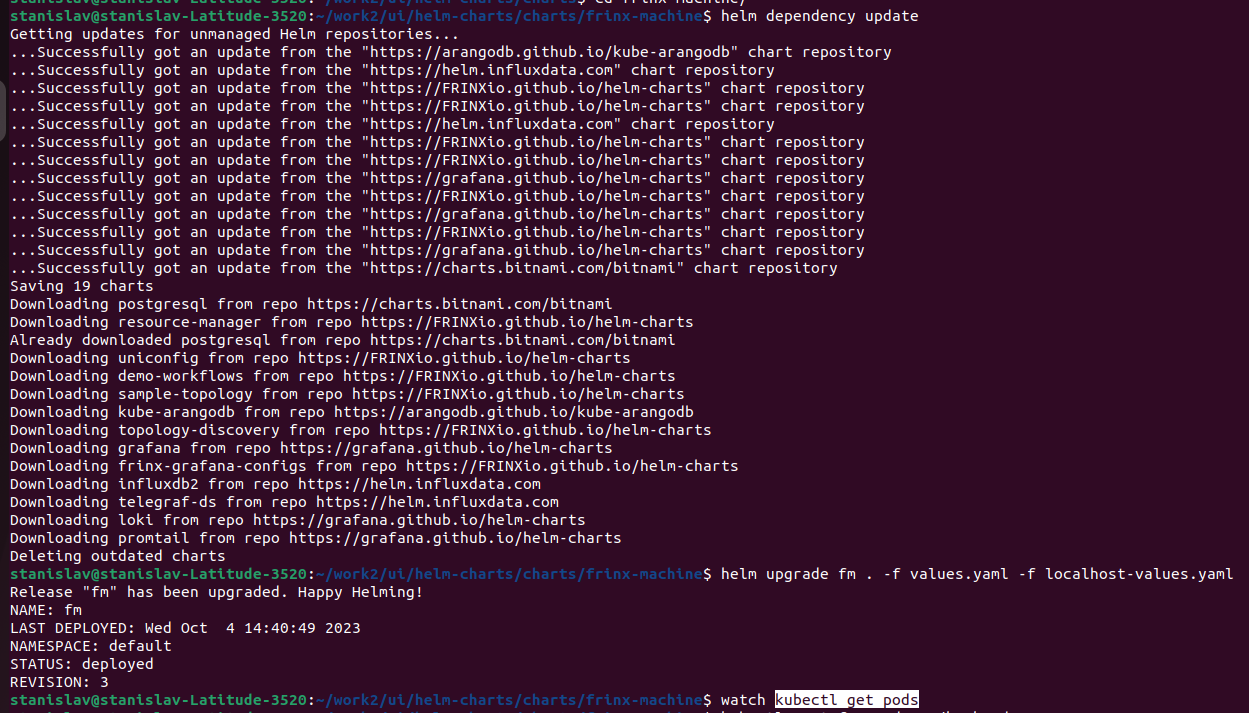 stanislav@stanislav-Latitude-3520:~/work2/ui/helm-charts/charts$ cd frinx-machine/
stanislav@stanislav-Latitude-3520:~/work2/ui/helm-charts/charts/frinx-machine$ helm dependency update
Getting updates for unmanaged Helm repositories...
...Successfully got an update from the "https://arangodb.github.io/kube-arangodb" chart repository
...Successfully got an update from the "https://helm.influxdata.com" chart repository
...Successfully got an update from the "https://FRINXio.github.io/helm-charts" chart repository
...Successfully got an update from the "https://FRINXio.github.io/helm-charts" chart repository
...Successfully got an update from the "https://helm.influxdata.com" chart repository
...Successfully got an update from the "https://FRINXio.github.io/helm-charts" chart repository
...Successfully got an update from the "https://FRINXio.github.io/helm-charts" chart repository
...Successfully got an update from the "https://grafana.github.io/helm-charts" chart repository
...Successfully got an update from the "https://FRINXio.github.io/helm-charts" chart repository
...Successfully got an update from the "https://grafana.github.io/helm-charts" chart repository
...Successfully got an update from the "https://FRINXio.github.io/helm-charts" chart repository
...Successfully got an update from the "https://grafana.github.io/helm-charts" chart repository
...Successfully got an update from the "https://charts.bitnami.com/bitnami" chart repository
Saving 19 charts
Downloading postgresql from repo https://charts.bitnami.com/bitnami
Downloading resource-manager from repo https://FRINXio.github.io/helm-charts
Already downloaded postgresql from repo https://charts.bitnami.com/bitnami
Downloading uniconfig from repo https://FRINXio.github.io/helm-charts
Downloading demo-workflows from repo https://FRINXio.github.io/helm-charts
Downloading sample-topology from repo https://FRINXio.github.io/helm-charts
Downloading kube-arangodb from repo https://arangodb.github.io/kube-arangodb
Downloading topology-discovery from repo https://FRINXio.github.io/helm-charts
Downloading grafana from repo https://grafana.github.io/helm-charts
Downloading frinx-grafana-configs from repo https://FRINXio.github.io/helm-charts
Downloading influxdb2 from repo https://helm.influxdata.com
Downloading telegraf-ds from repo https://helm.influxdata.com
Downloading loki from repo https://grafana.github.io/helm-charts
Downloading promtail from repo https://grafana.github.io/helm-charts
Deleting outdated charts
stanislav@stanislav-Latitude-3520:~/work2/ui/helm-charts/charts/frinx-machine$ helm upgrade fm . -f values.yaml -f localhost-values.yaml
Release "fm" has been upgraded. Happy Helming!
NAME: fm
LAST DEPLOYED: Wed Oct  4 14:40:49 2023
NAMESPACE: default
STATUS: deployed
REVISION: 3
stanislav@stanislav-Latitude-3520:~/work2/ui/helm-charts/charts/frinx-machine$ watch kubectl get pods